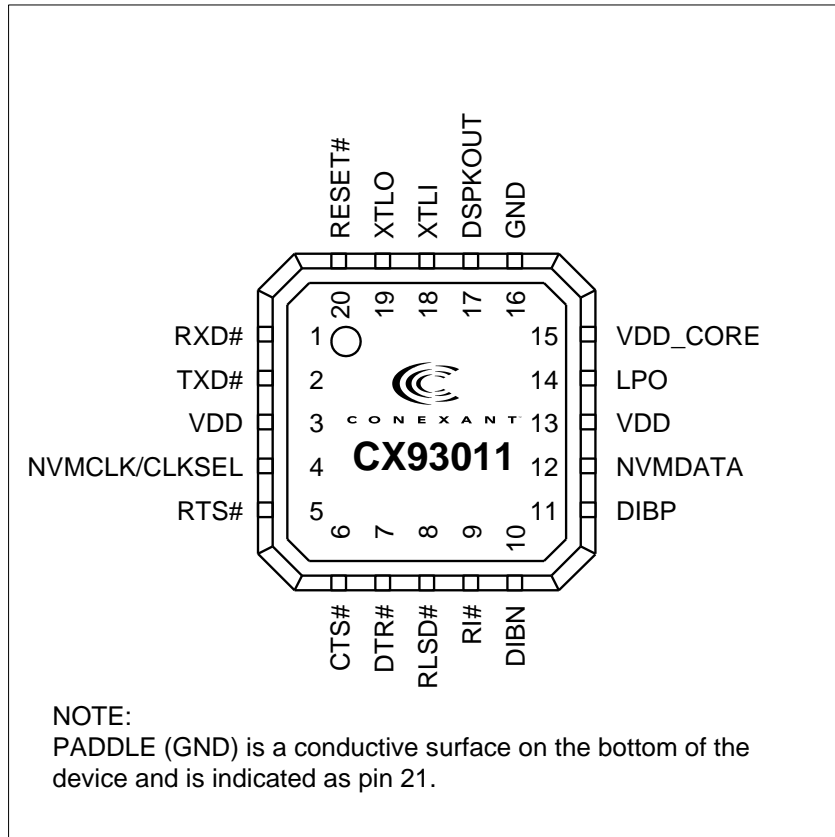 RESET#
XTLO
XTLI
DSPKOUT
GND
20
19
18
17
16
RXD# 1
TXD# 2
VDD 3
NVMCLK/CLKSEL 4
RTS# 5
15 VDD_CORE
14 LPO
13 VDD
12 NVMDATA
11 DIBP
CONEXANT
CX93011
6
7
8
9
10
CTS#
DTR#
RLSD#
RI#
DIBN
NOTE:
PADDLE (GND) is a conductive surface on the bottom of the
device and is indicated as pin 21.